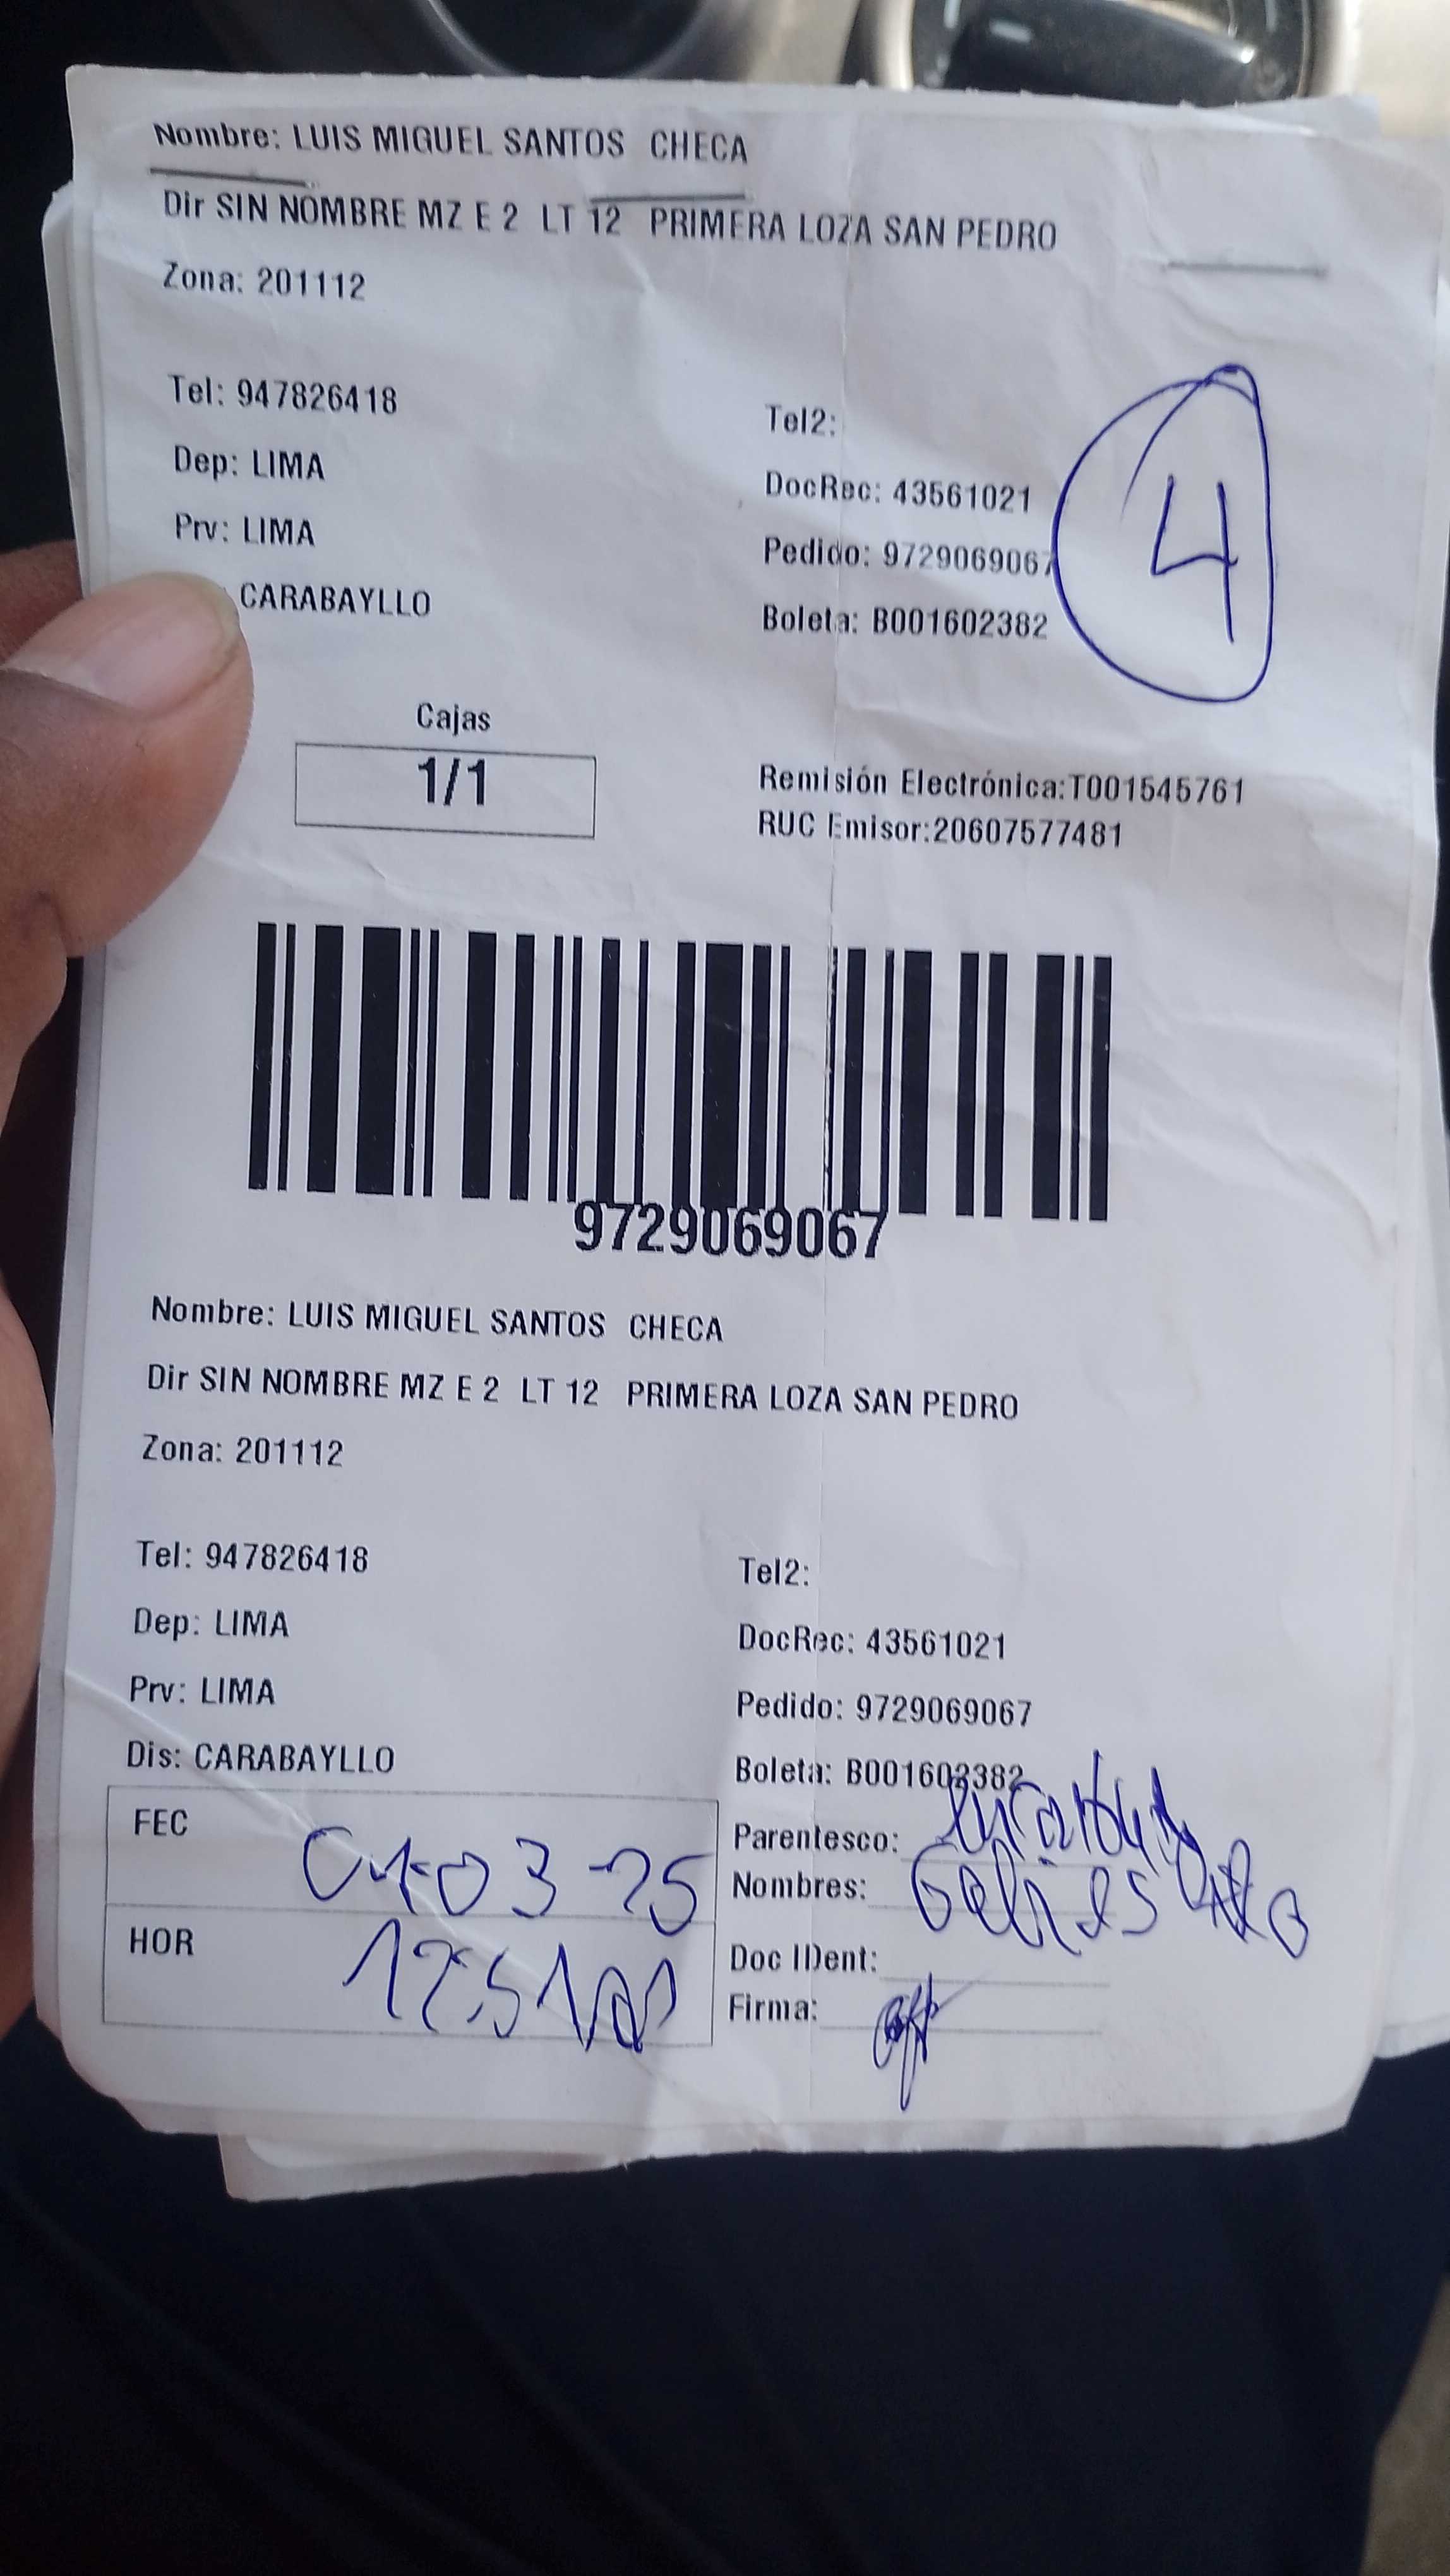 Nombre: LUIS MIGUEL SANTOS CHECA
Dir SIN NOMBRE MZ E 2 LT 12 PRIMERA LOZA SAN PEDRO
Zona: 201112
Tel: 947826418
Tel2:
Dep: LIMA
DocRec: 43561021
Prv: LIMA
Pedido: 9729069067
CARABAYLLO
Boleta: B001602382
4
Cajas
1/1
Remisión Electrónica:T001545761
RUC Emisor:20607577481
9729069067
Nombre: LUIS MIGUEL SANTOS CHECA
Dir SIN NOMBRE MZ E 2 LT 12 PRIMERA LOZA SAN PEDRO
Zona: 201112
Tel: 947826418
Tel2:
Dep: LIMA
DocRec: 43561021
Prv: LIMA
Pedido: 9729069067
Dis: CARABAYLLO
Boleta: B001602382
FEC
Parentesco:
Nombres:
HOR
Doc IDent:
Firma: